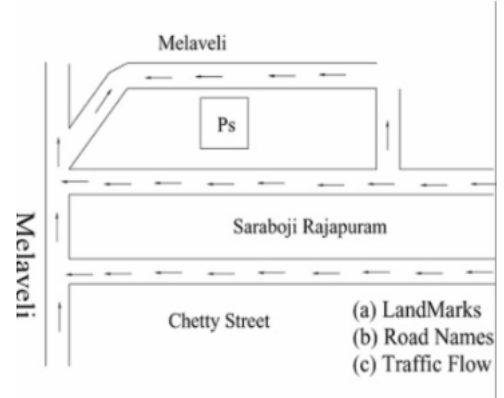 Melaveli
Ps
Melaveli
Saraboji Rajapuram
Chetty Street
(a) LandMarks
(b) Road Names
(c) Traffic Flow